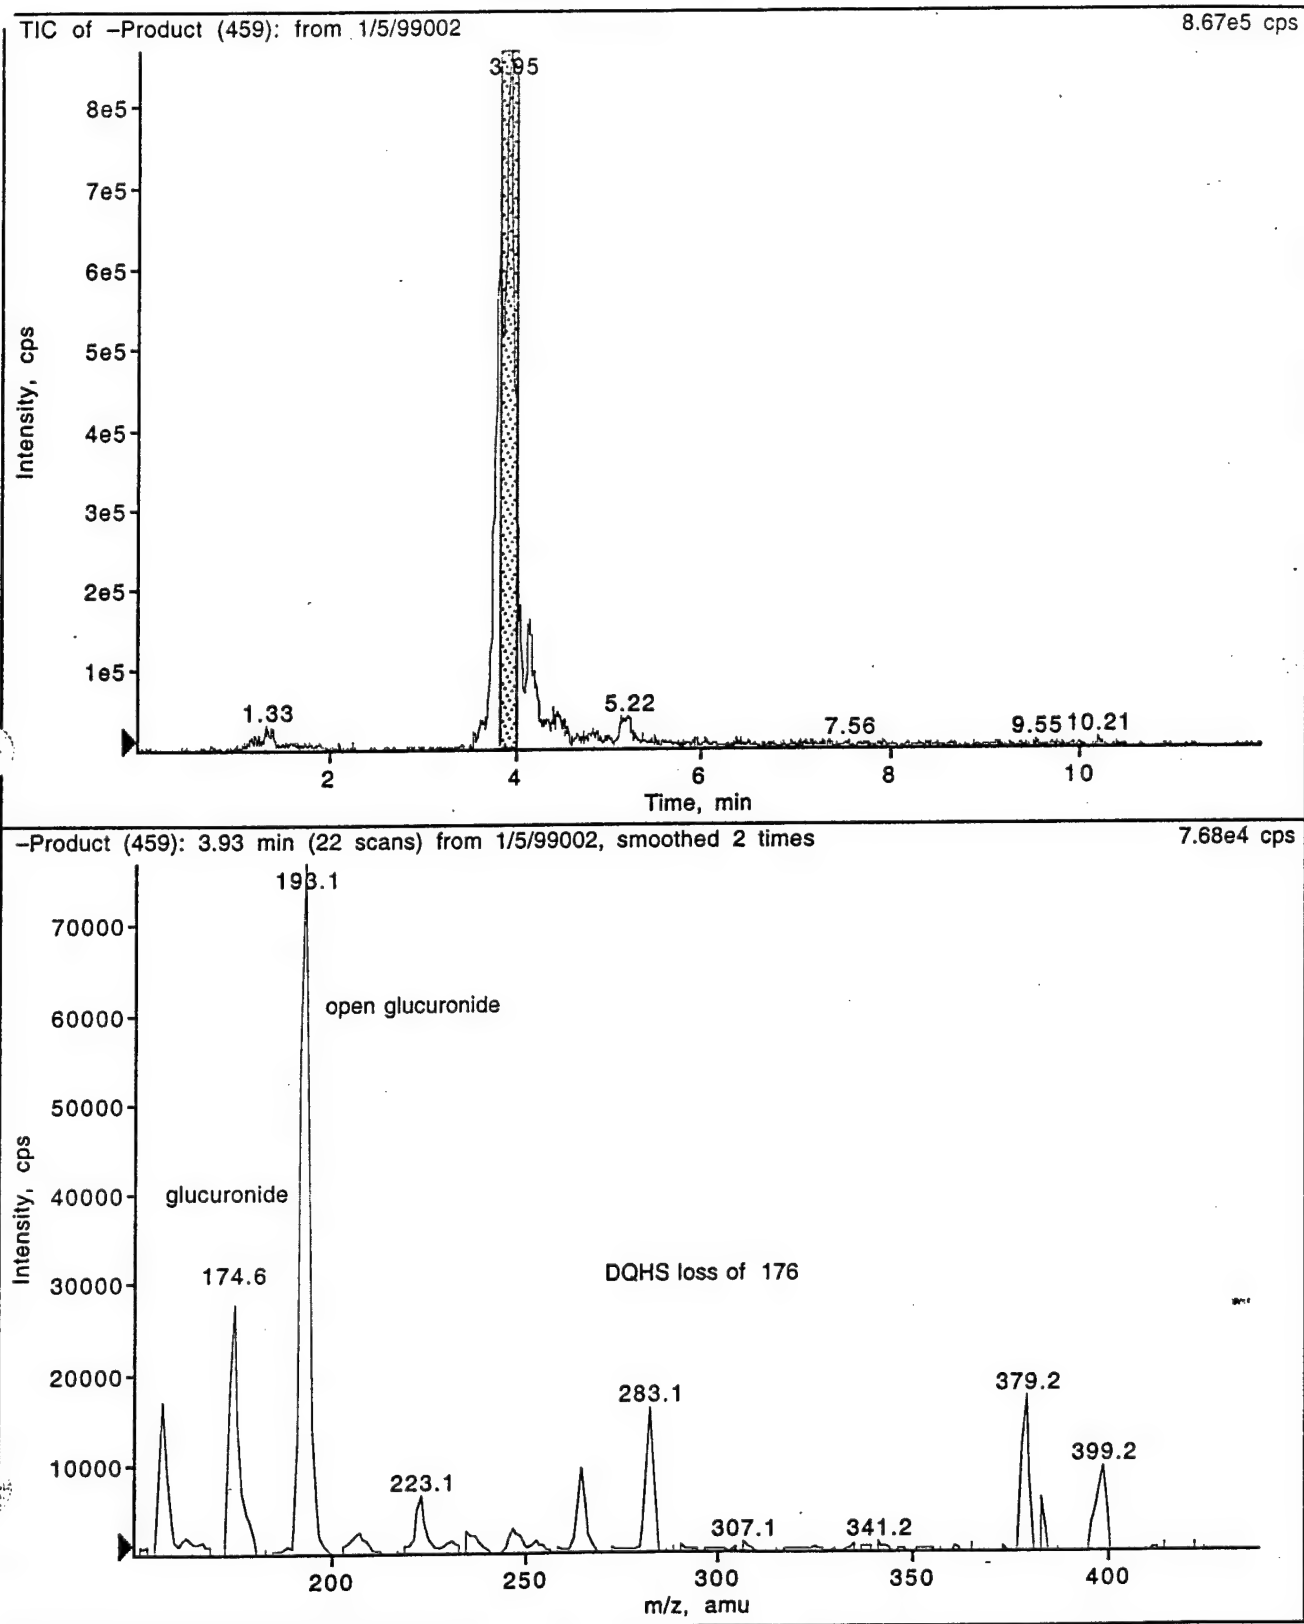 TIC of -Product (459): from 1/5/99002
8.67e5 cps
3.95
8e5
7e5
6e5
5e5
4e5
3e5
2e5
1e5
Intensity, cps
1.33
5.22
7.56
9.55
10.21
2
4
6
8
10
Time, min
-Product (459): 3.93 min (22 scans) from 1/5/99002, smoothed 2 times
7.68e4 cps
193.1
70000
open glucuronide
60000
50000
Intensity, cps
glucuronide
40000
174.6
DQHS loss of 176
30000
20000
283.1
379.2
399.2
10000
223.1
307.1
341.2
200
250
300
350
400
m/z, amu